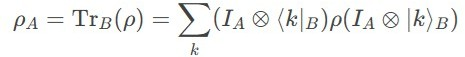 ρ_A = Tr_B(ρ) = ∑_k (I_A ⊗ ⟨k|_B)ρ(I_A ⊗ |k⟩_B)